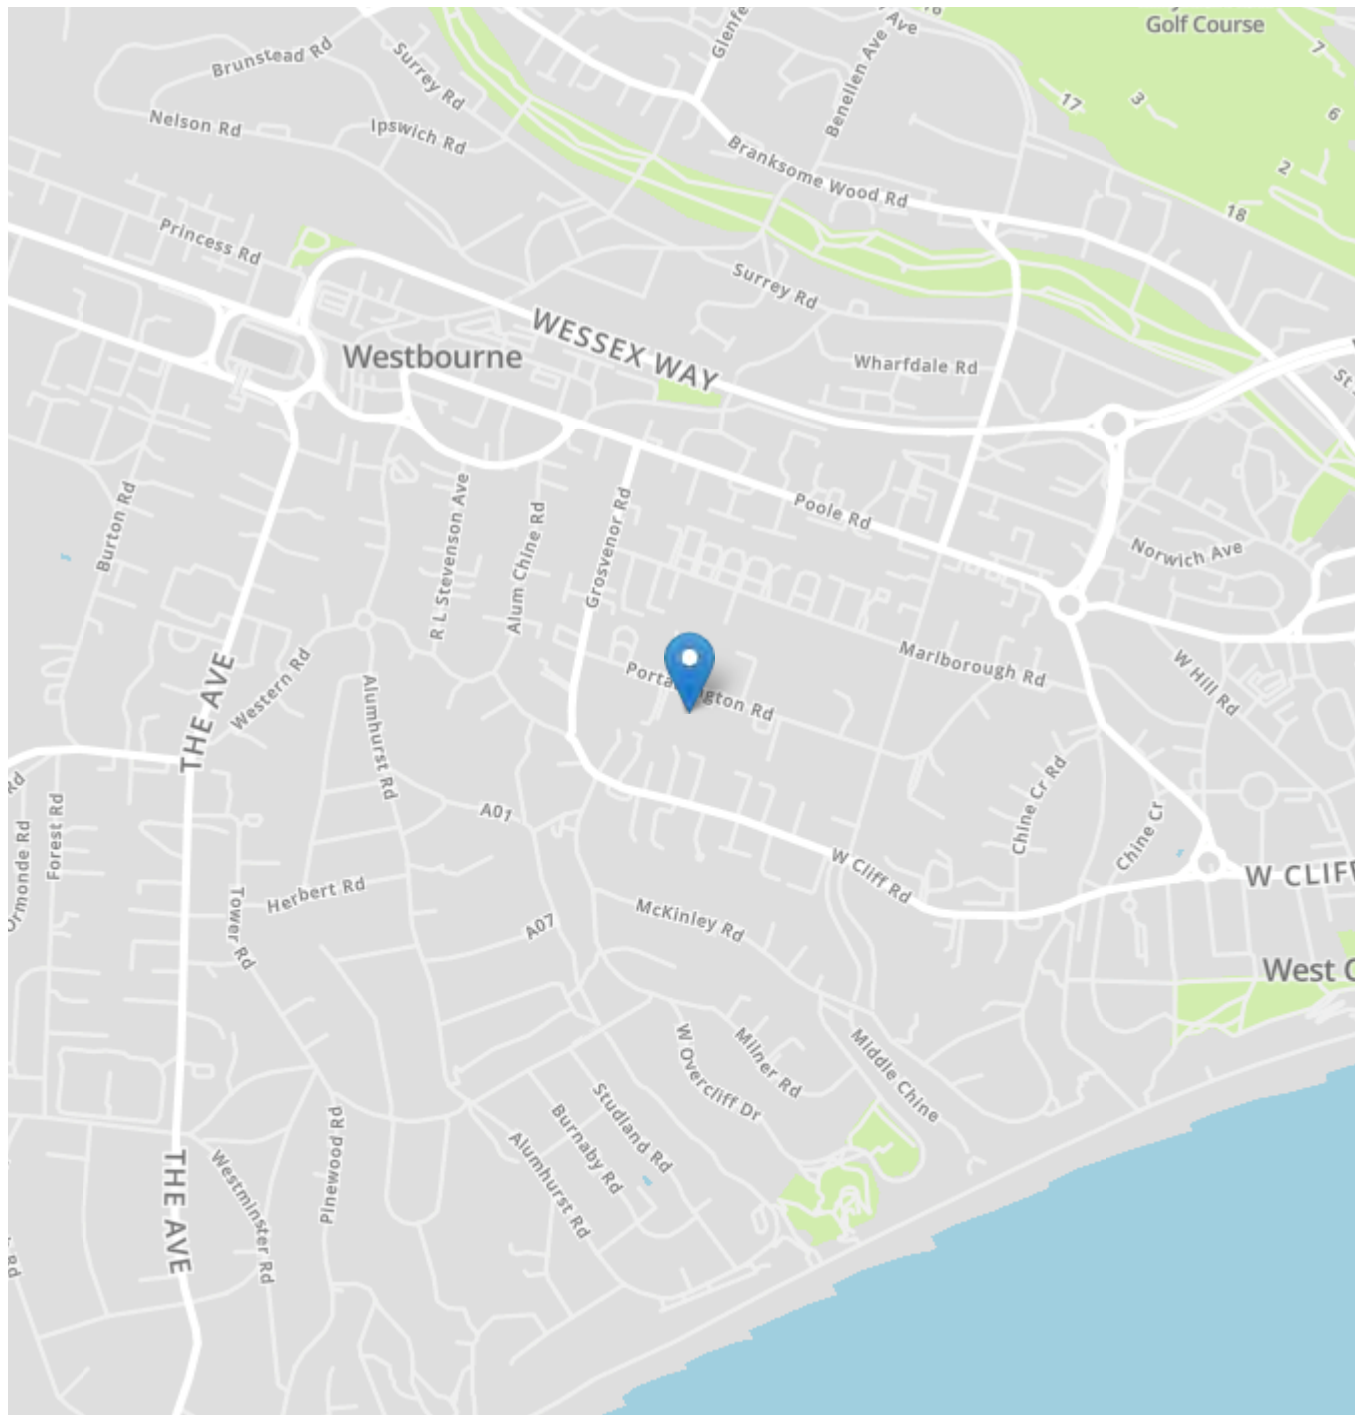 Golf Course
Ave
18
7
Brunstead Rd
Surrey Rd
Benellen Ave
17
3
6
Nelson Rd
Ipswich Rd
Branksome Wood Rd
2
18
Princess Rd
Surrey Rd
WESSEX WAY
Westbourne
Wharfdale Rd
Burton Rd
R L Stevenson Ave
Alum Chine Rd
Grosvenor Rd
Poole Rd
Norwich Ave
Marlborough Rd
W Hill Rd
THE AVE
Western Rd
Alumhurst Rd
A01
Chine Cr Rd
Chine Cr
Rd
Forest Rd
Ormonde Rd
W Cliff Rd
Herbert Rd
Tower Rd
A07
McKinley Rd
West
W Overcliff Dr
Milner Rd
Middle Chine
Studland Rd
Burnaby Rd
Alumhurst Rd
Pinewood Rd
THE AVE
Westminster Rd
Rd